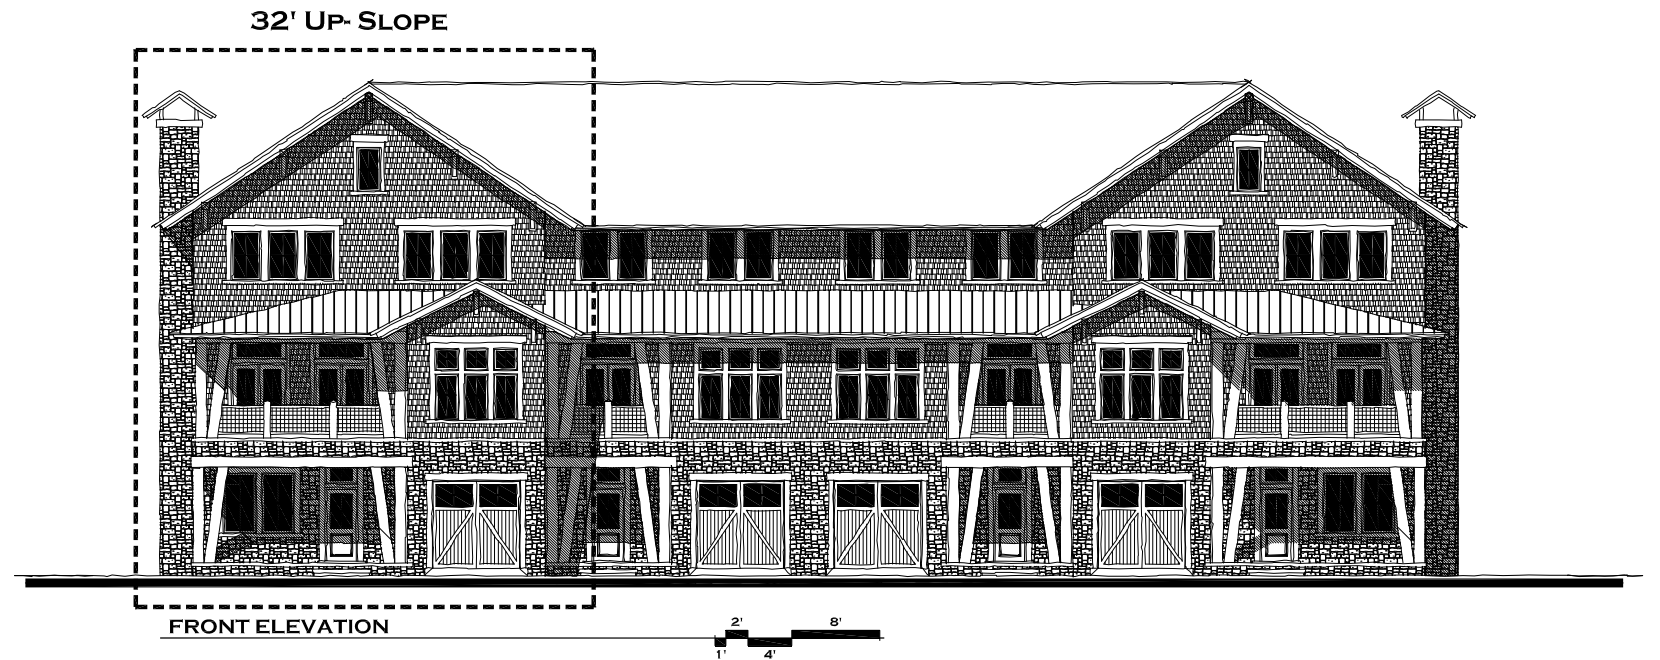 32' UP- SLOPE
FRONT ELEVATION
2' 8'
1' 4'